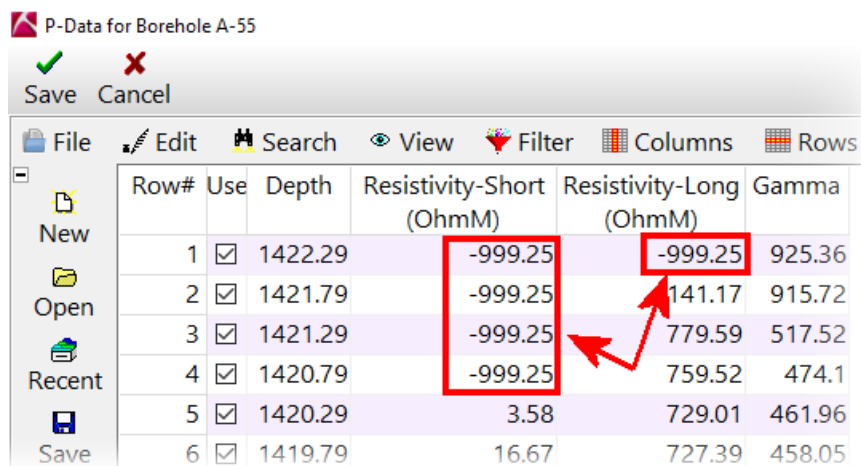 P-Data for Borehole A-55
Save Cancel
File Edit Search View Filter Columns Rows
Row# Use Depth Resistivity-Short (OhmM) Resistivity-Long (OhmM) Gamma
New
Open
Recent
Save
1 1422.29 -999.25 -999.25 925.36
2 1421.79 -999.25 141.17 915.72
3 1421.29 -999.25 779.59 517.52
4 1420.79 -999.25 759.52 474.1
5 1420.29 3.58 729.01 461.96
6 1419.79 16.67 727.39 458.05